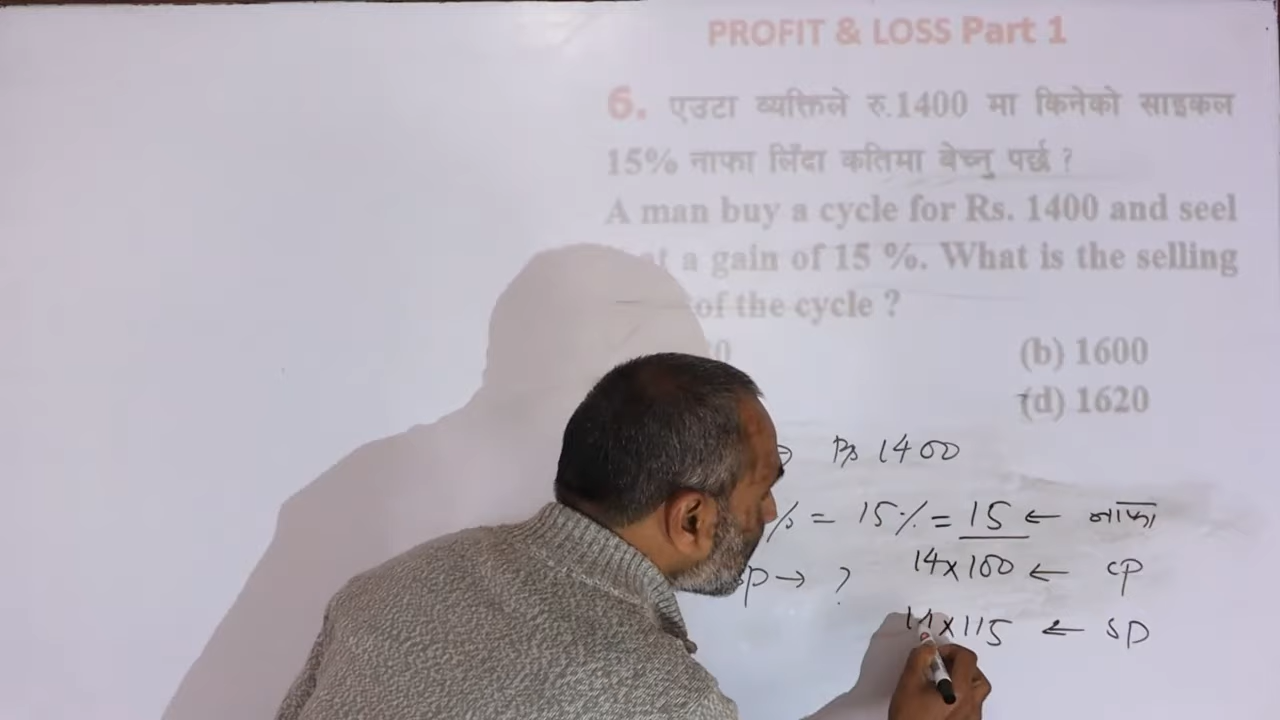 PROFIT & LOSS Part 1
6. एउटा व्यक्तिले रु.1400 मा किनेको साइकल
15% नाफा लिँदा कतिमा बेच्नु पर्छ ?
A man buy a cycle for Rs. 1400 and seel
a gain of 15 %. What is the selling
of the cycle ?
(b) 1600
(d) 1620
Rs 1400
% = 15% = 15 ← नाफा
SP → ? 14×100 ← CP
14×115 ← SP